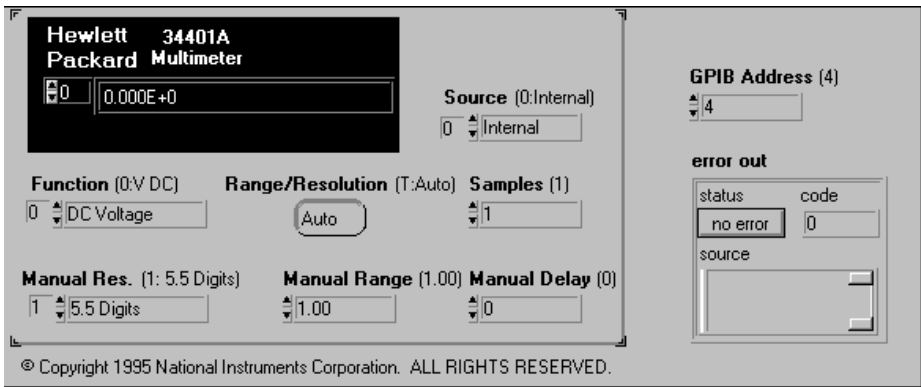 Hewlett 34401A
Packard Multimeter
0 0.000E+0
Source (0:Internal)
0 Internal
GPIB Address (4)
4
Function (0:V DC) Range/Resolution (T:Auto) Samples (1)
0 DC Voltage Auto 1
error out
status code
no error 0
source
Manual Res. (1: 5.5 Digits) Manual Range (1.00) Manual Delay (0)
1 5.5 Digits 1.00 0
© Copyright 1995 National Instruments Corporation. ALL RIGHTS RESERVED.